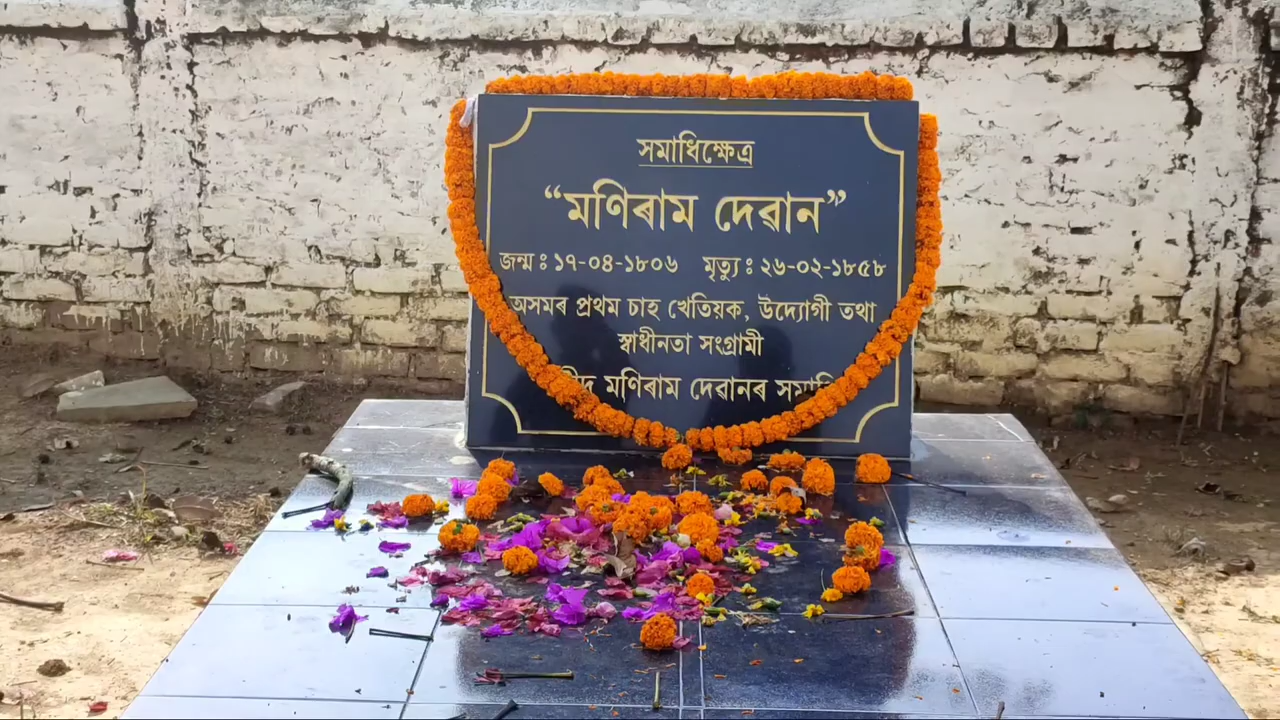 সমাধিক্ষেত্ৰ
“মণিৰাম দেৱান”
জন্ম ঃ ১৭-০৪-১৮০৬ মৃত্যু ঃ ২৬-০২-১৮৫৮
অসমৰ প্ৰথম চাহ খেতিয়ক, উদ্যোগী তথা
স্বাধীনতা সংগ্ৰামী
মণিৰাম দেৱানৰ